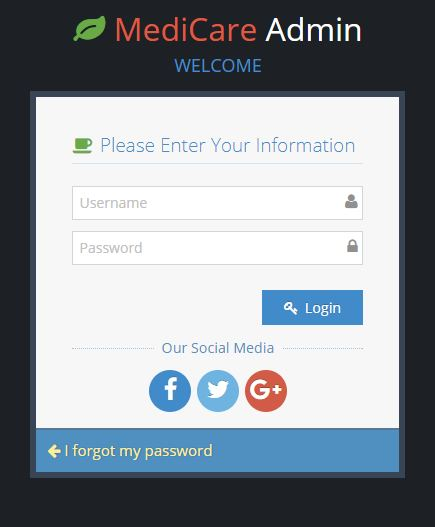 MediCare Admin
WELCOME
Please Enter Your Information
Username
Password
Login
Our Social Media
I forgot my password